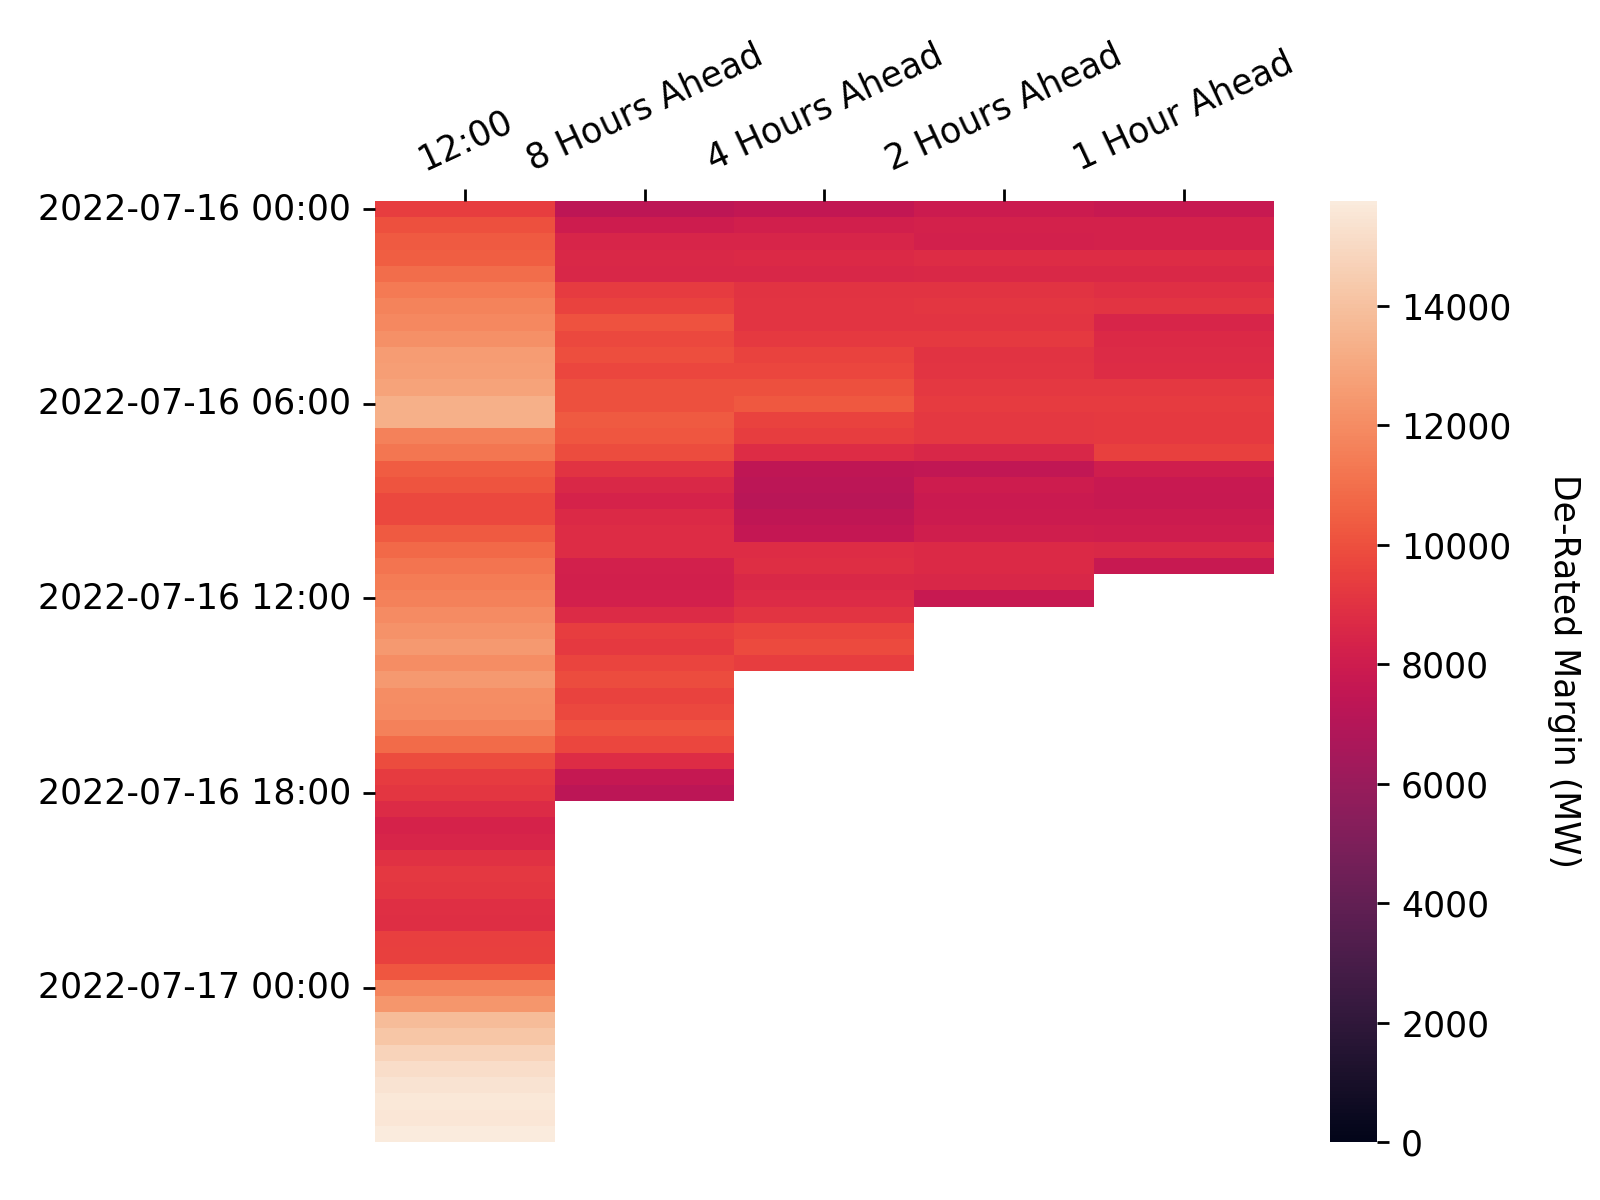 12:00
8 Hours Ahead
4 Hours Ahead
2 Hours Ahead
1 Hour Ahead
2022-07-16 00:00
2022-07-16 06:00
2022-07-16 12:00
2022-07-16 18:00
2022-07-17 00:00
14000
12000
10000
8000
6000
4000
2000
0
De-Rated Margin (MW)